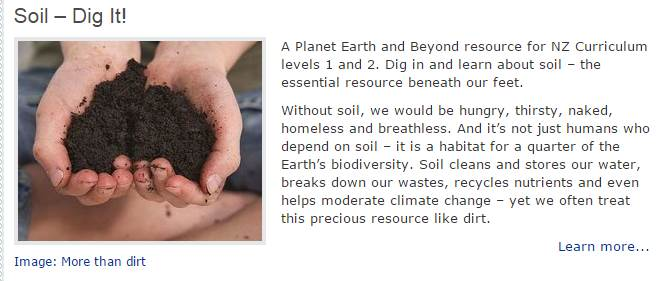 Soil – Dig It!
A Planet Earth and Beyond resource for NZ Curriculum
levels 1 and 2. Dig in and learn about soil – the
essential resource beneath our feet.
Without soil, we would be hungry, thirsty, naked,
homeless and breathless. And it's not just humans who
depend on soil – it is a habitat for a quarter of the
Earth's biodiversity. Soil cleans and stores our water,
breaks down our wastes, recycles nutrients and even
helps moderate climate change – yet we often treat
this precious resource like dirt.
Learn more...
Image: More than dirt